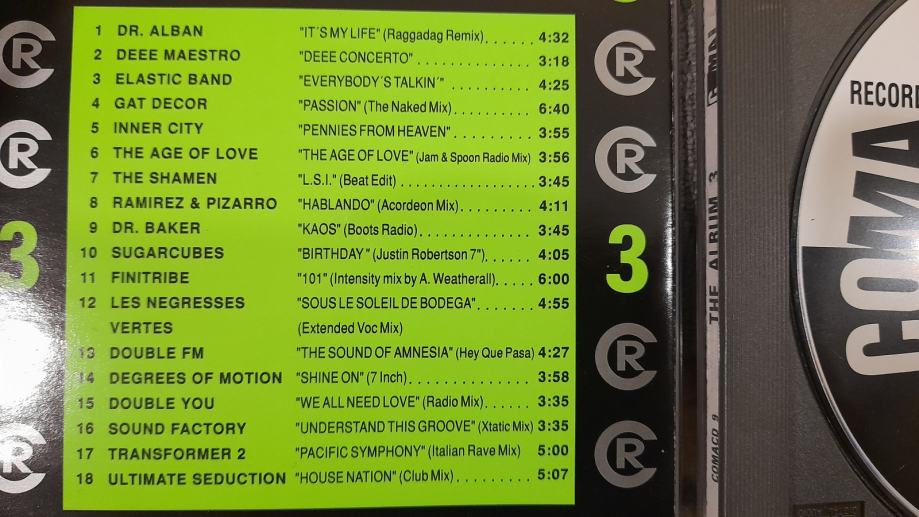 1 DR. ALBAN "IT´S MY LIFE" (Raggadag Remix). . . . . . 4:32
2 DEEE MAESTRO "DEEE CONCERTO" . . . . . . . . . . . . . 3:18
3 ELASTIC BAND "EVERYBODY´S TALKIN´" . . . . . . . . . 4:25
4 GAT DECOR "PASSION" (The Naked Mix). . . . . . . . . 6:40
5 INNER CITY "PENNIES FROM HEAVEN". . . . . . . . . 3:55
6 THE AGE OF LOVE "THE AGE OF LOVE" (Jam & Spoon Radio Mix) 3:56
7 THE SHAMEN "L.S.I." (Beat Edit) . . . . . . . . . . . . . . . 3:45
8 RAMIREZ & PIZARRO "HABLANDO" (Acordeon Mix). . . . . . . . 4:11
9 DR. BAKER "KAOS" (Boots Radio). . . . . . . . . . . . . 3:45
10 SUGARCUBES "BIRTHDAY" (Justin Robertson 7"). . . . . 4:05
11 FINITRIBE "101" (Intensity mix by A. Weatherall). . . . . 6:00
12 LES NEGRESSES "SOUS LE SOLEIL DE BODEGA". . . . . . 4:55
VERTES (Extended Voc Mix)
13 DOUBLE FM "THE SOUND OF AMNESIA" (Hey Que Pasa) 4:27
14 DEGREES OF MOTION "SHINE ON" (7 Inch). . . . . . . . . . . . . . 3:58
15 DOUBLE YOU "WE ALL NEED LOVE" (Radio Mix). . . . . . 3:35
16 SOUND FACTORY "UNDERSTAND THIS GROOVE" (Xtatic Mix) 3:35
17 TRANSFORMER 2 "PACIFIC SYMPHONY" (Italian Rave Mix) 5:00
18 ULTIMATE SEDUCTION "HOUSE NATION" (Club Mix). . . . . . . . . 5:07
CR
CR
CR
3
CR
CR
3
CR
CR
THE ALBUM 3
COMACD 9
RECORD
COMA